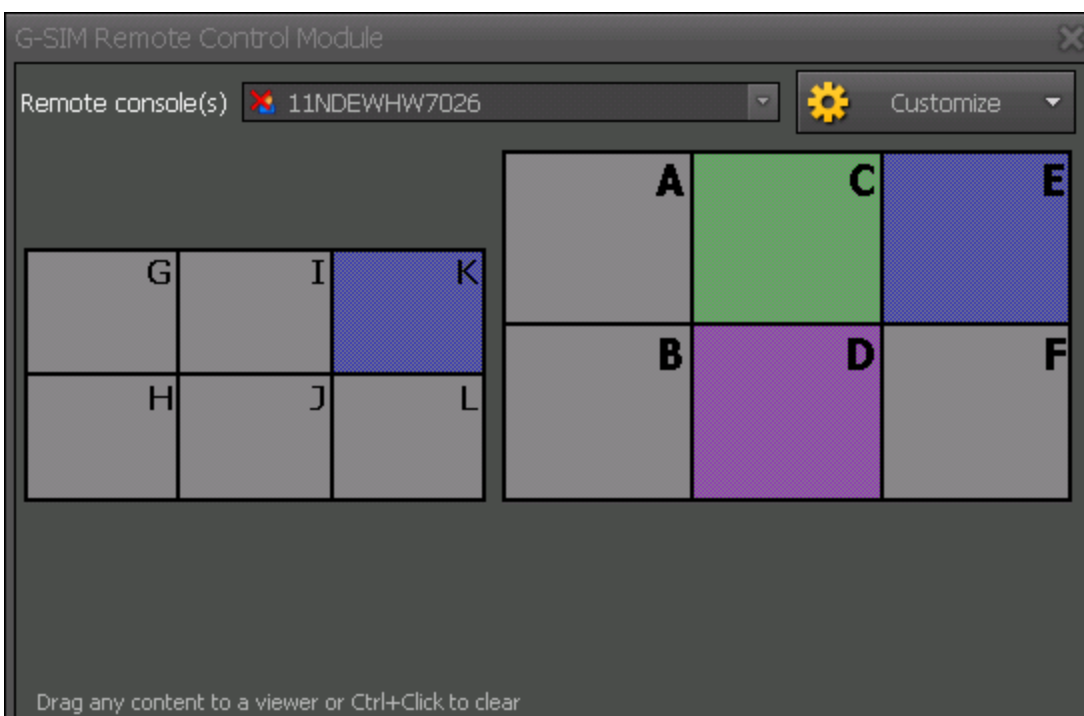 G-SIM Remote Control Module
Remote console(s) 11NDEWHW7026 Customize
A C E
G I K
B D F
H J L
Drag any content to a viewer or Ctrl+Click to clear